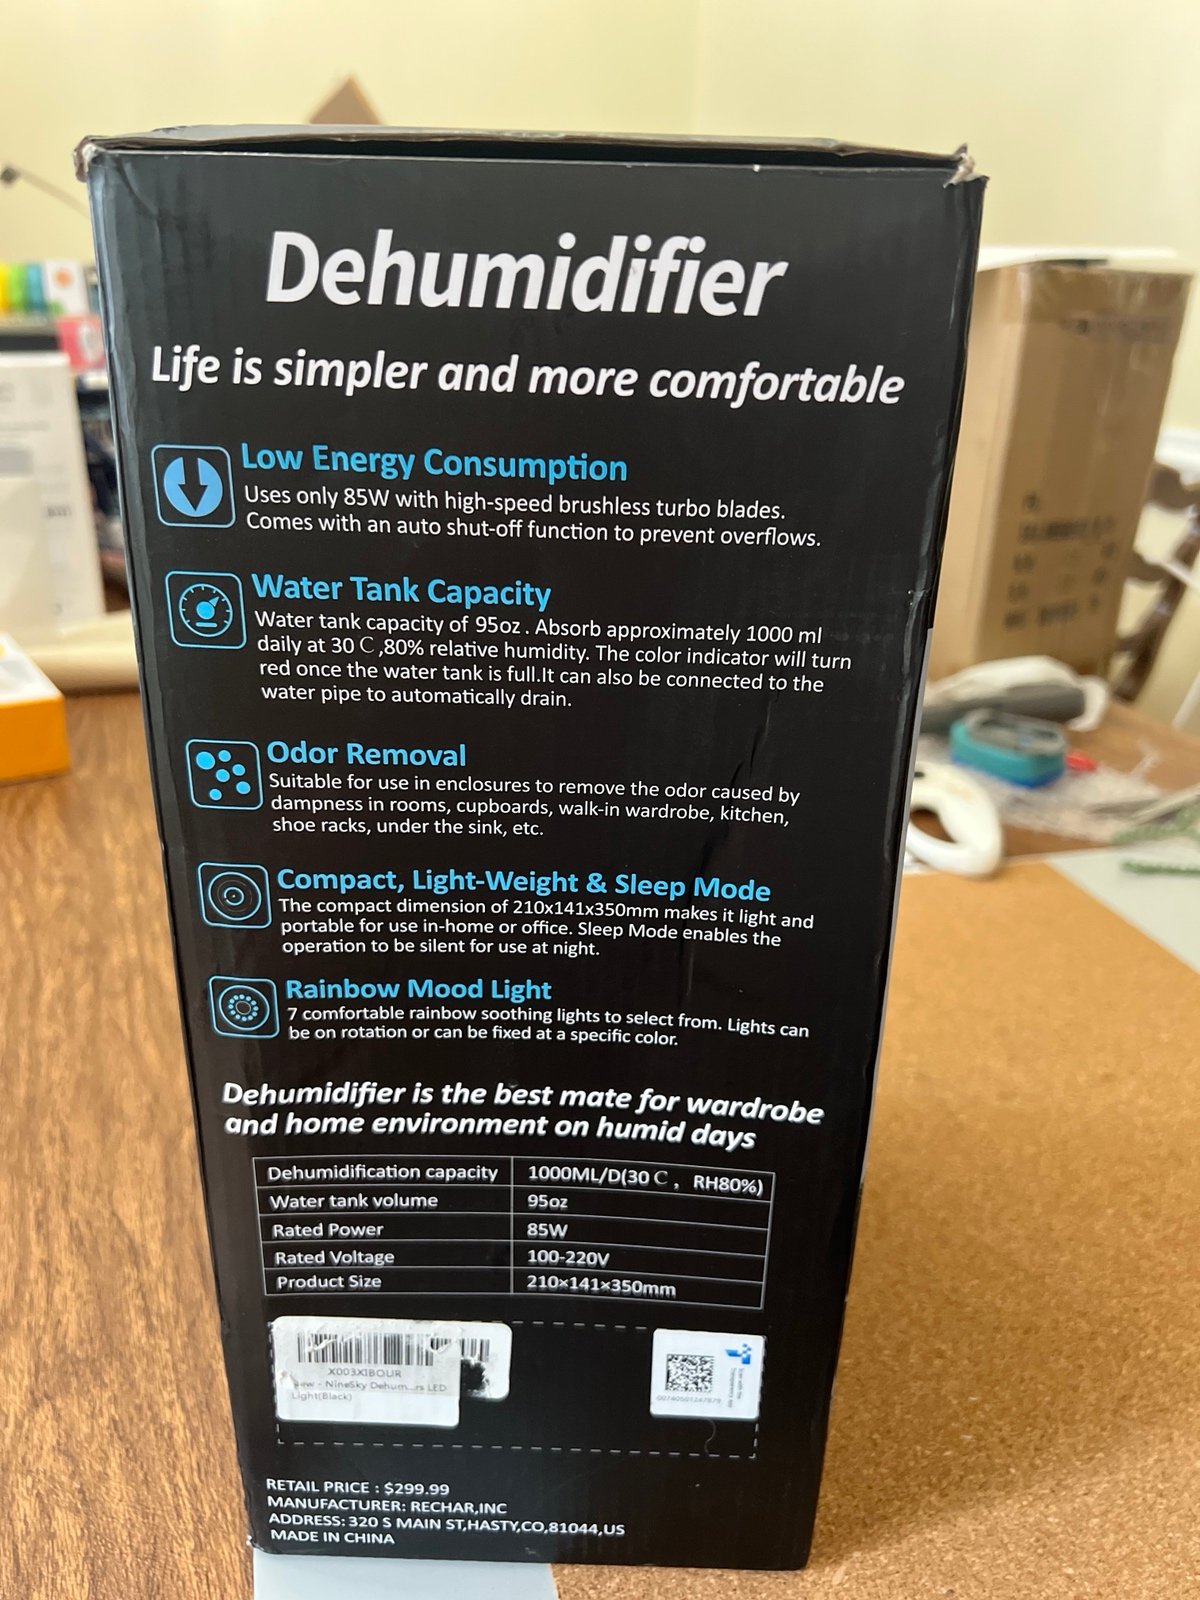 Dehumidifier
Life is simpler and more comfortable
Low Energy Consumption
Uses only 85W with high-speed brushless turbo blades.
Comes with an auto shut-off function to prevent overflows.
Water Tank Capacity
Water tank capacity of 95oz . Absorb approximately 1000 ml
daily at 30 C ,80% relative humidity. The color indicator will turn
red once the water tank is full.It can also be connected to the
water pipe to automatically drain.
Odor Removal
Suitable for use in enclosures to remove the odor caused by
dampness in rooms, cupboards, walk-in wardrobe, kitchen,
shoe racks, under the sink, etc.
Compact, Light-Weight & Sleep Mode
The compact dimension of 210x141x350mm makes it light and
portable for use in-home or office. Sleep Mode enables the
operation to be silent for use at night.
Rainbow Mood Light
7 comfortable rainbow soothing lights to select from. Lights can
be on rotation or can be fixed at a specific color.
Dehumidifier is the best mate for wardrobe
and home environment on humid days
Dehumidification capacity 1000ML/D(30 C , RH80%)
Water tank volume 95oz
Rated Power 85W
Rated Voltage 100-220V
Product Size 210×141×350mm
X003XIBOUR
- NineSky Dehum...rs LED
Light(Black)
Scan with the
Transparency app
RETAIL PRICE : $299.99
MANUFACTURER: RECHAR,INC
ADDRESS: 320 S MAIN ST,HASTY,CO,81044,US
MADE IN CHINA